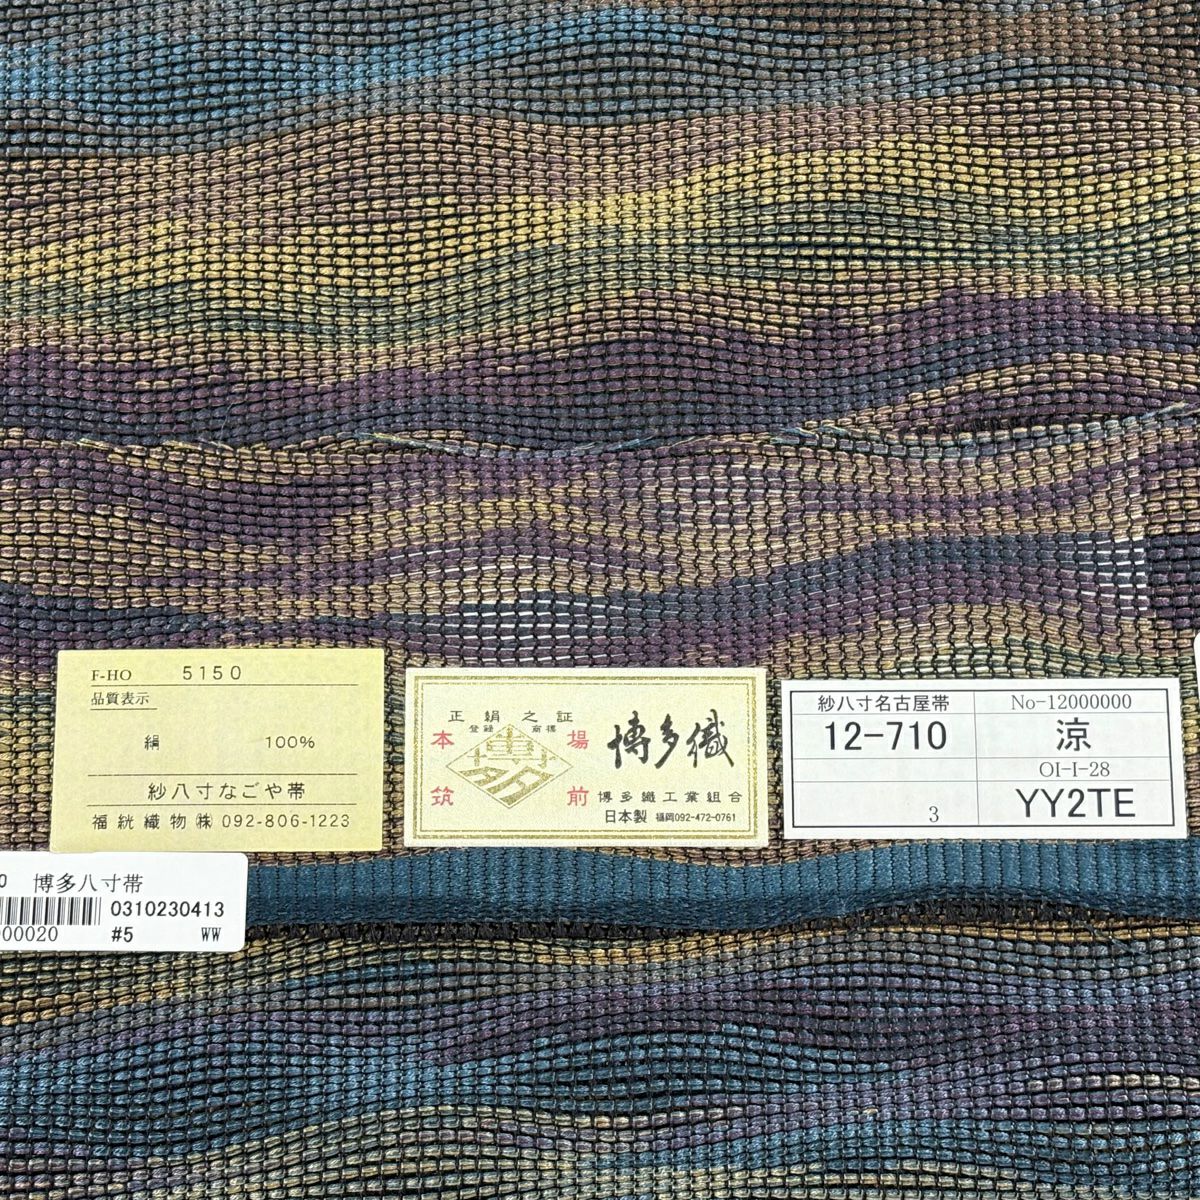 F-HO 5150
品質表示
絹 100%
紗八寸なごや帯
福絖織物㈱ 092-806-1223
正絹之証
登録 商標
本 場
筑 前
博多
博多織
博多織工業組合
日本製 福岡092-472-0761
紗八寸名古屋帯 No-12000000
12-710 涼
OI-I-28
3 YY2TE
0 博多八寸帯
0310230413
000020 #5 WW